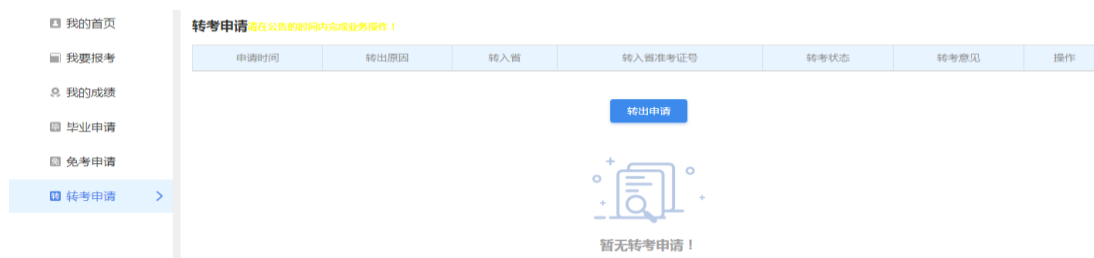 我的首页
我要报考
我的成绩
毕业申请
免考申请
转 转考申请 >
转考申请请在公告的时间内完成业务操作！
申请时间 转出原因 转入省 转入省准考证号 转考状态 转考意见 操作
转出申请
暂无转考申请！